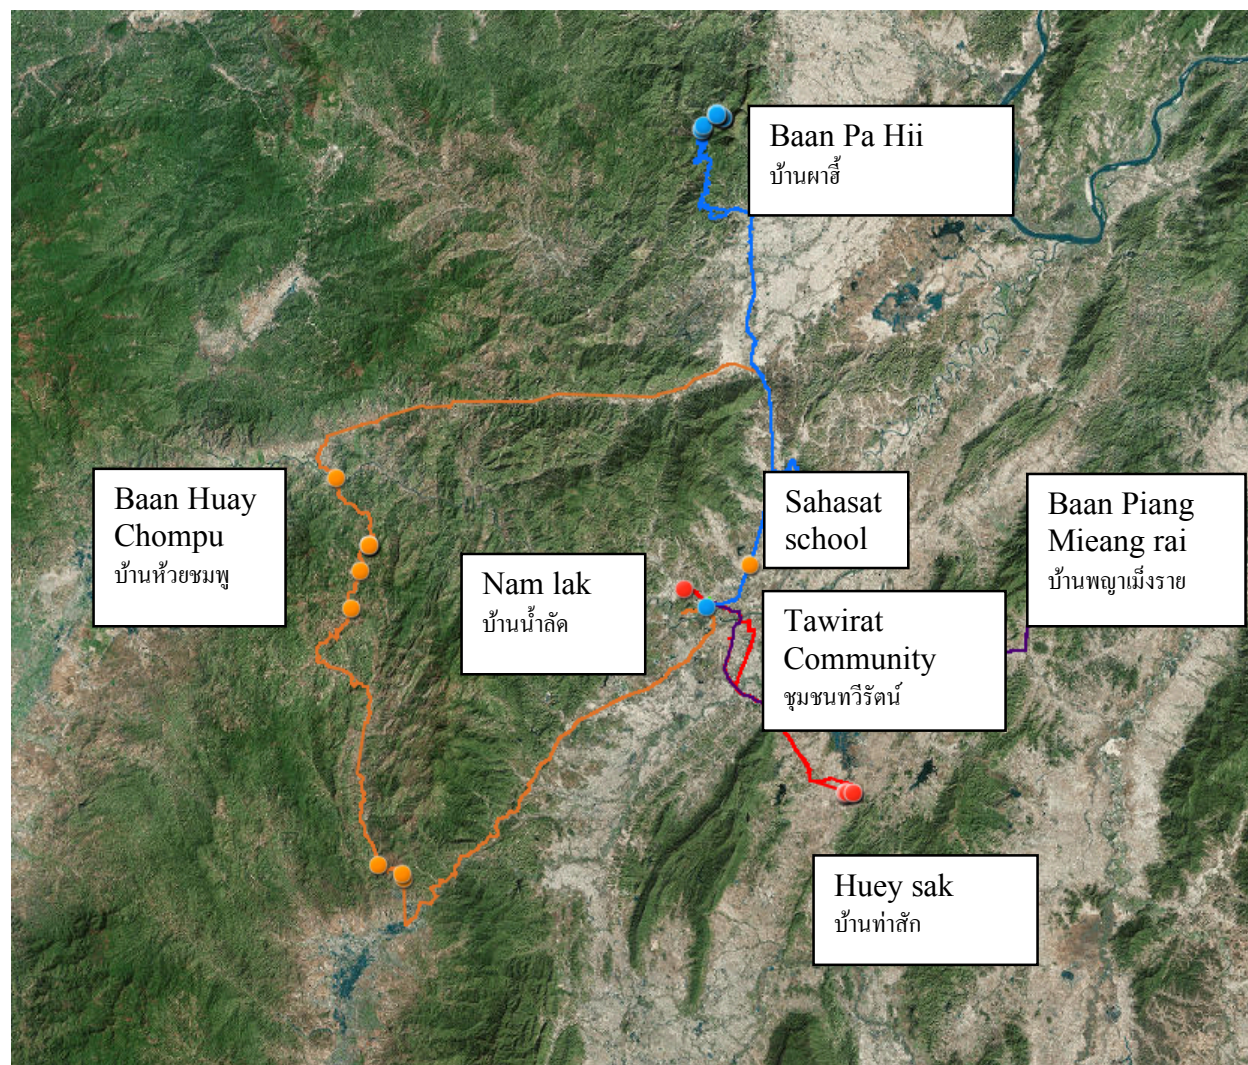 Baan Pa Hii
บ้านผาฮี้
Baan Huay
Chompu
บ้านห้วยชมพู
Nam lak
บ้านน้ำลัด
Sahasat
school
Baan Piang
Mieang rai
บ้านพญาเม็งราย
Tawirat
Community
ชุมชนทวีรัตน์
Huey sak
บ้านท่าสัก